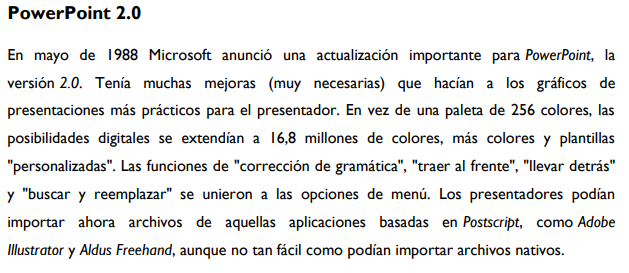 PowerPoint 2.0
En mayo de 1988 Microsoft anunció una actualización importante para PowerPoint, la
versión 2.0. Tenía muchas mejoras (muy necesarias) que hacían a los gráficos de
presentaciones más prácticos para el presentador. En vez de una paleta de 256 colores, las
posibilidades digitales se extendían a 16,8 millones de colores, más colores y plantillas
"personalizadas". Las funciones de "corrección de gramática", "traer al frente", "llevar detrás"
y "buscar y reemplazar" se unieron a las opciones de menú. Los presentadores podían
importar ahora archivos de aquellas aplicaciones basadas en Postscript, como Adobe
Illustrator y Aldus Freehand, aunque no tan fácil como podían importar archivos nativos.